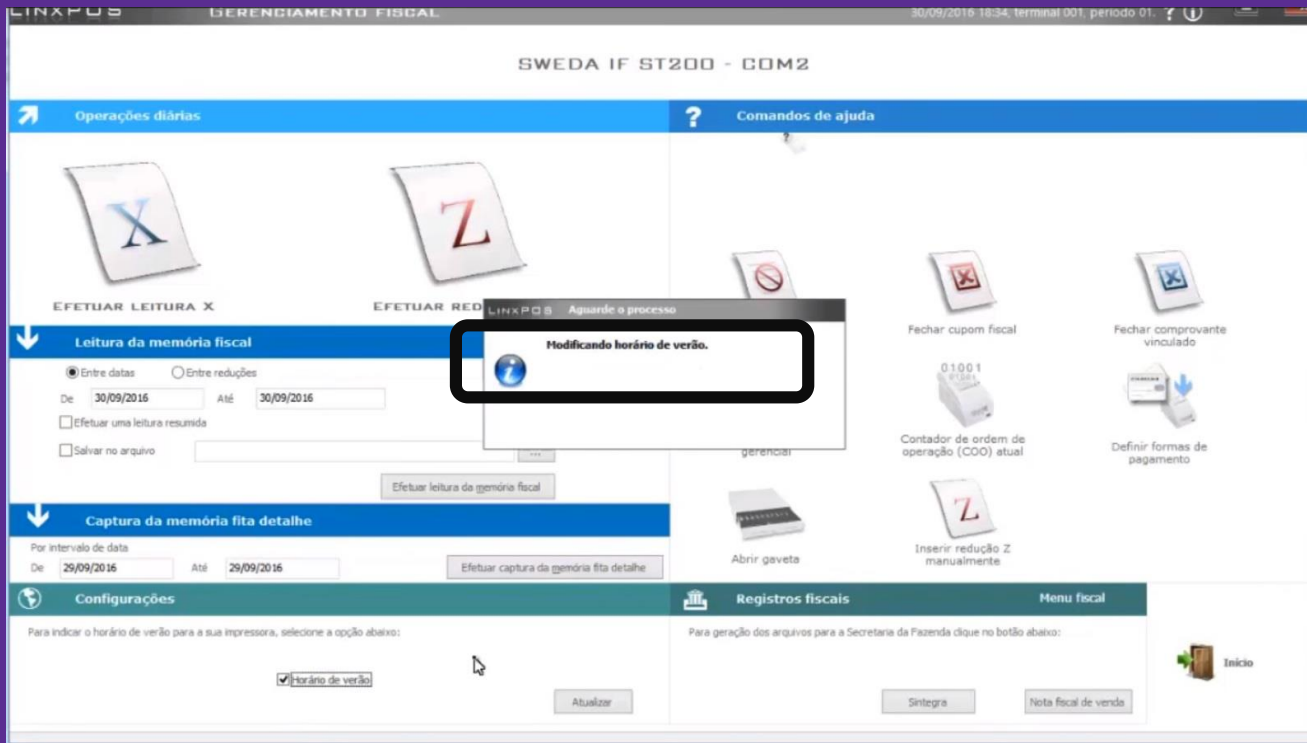 LINXPOS GERENCIAMENTO FISCAL 30/09/2016 18:34, terminal 001, período 01. ?
SWEDA IF ST200 - COM2
Operações diárias
? Comandos de ajuda
?
X
Z
EFETUAR LEITURA X
EFETUAR RED
LINXPOS Aguarde o processo
Modificando horário de verão.
Fechar cupom fiscal
Fechar comprovante
vinculado
Leitura da memória fiscal
Entre datas Entre reduções
De 30/09/2016 Até 30/09/2016
Efetuar uma leitura resumida
Salvar no arquivo ...
Efetuar leitura da memória fiscal
gerencial
01001
Contador de ordem de
operação (COO) atual
Definir formas de
pagamento
Captura da memória fita detalhe
Por intervalo de data
De 29/09/2016 Até 29/09/2016
Efetuar captura da memória fita detalhe
Abrir gaveta
Z
Inserir redução Z
manualmente
Configurações
Para indicar o horário de verão para a sua impressora, selecione a opção abaixo:
Horário de verão
Atualizar
Registros fiscais Menu fiscal
Para geração dos arquivos para a Secretaria da Fazenda clique no botão abaixo:
Sintegra
Nota fiscal de venda
Início